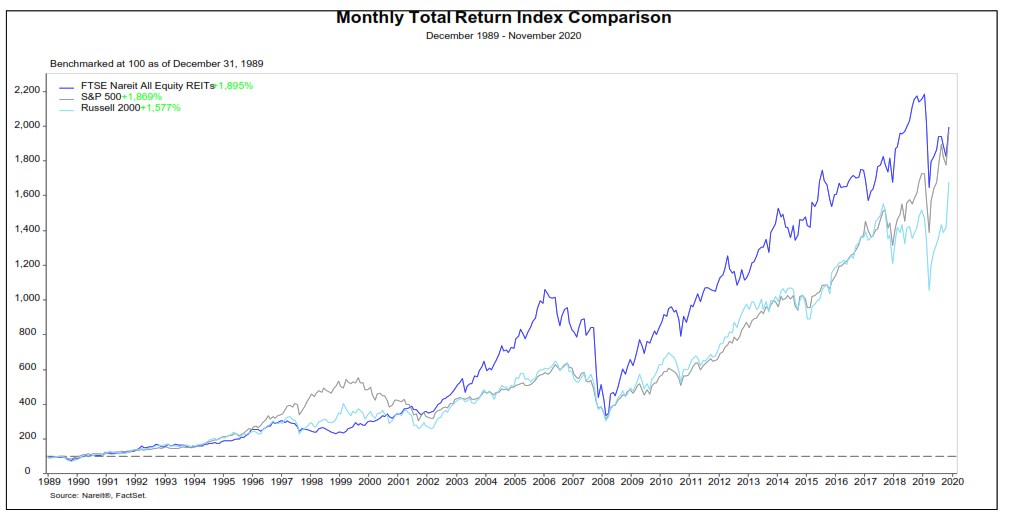 Monthly Total Return Index Comparison
December 1989 - November 2020
Benchmarked at 100 as of December 31, 1989
FTSE Nareit All Equity REITs+1,895%
S&P 500+1,869%
Russell 2000+1,577%
2,200
2,000
1,800
1,600
1,400
1,200
1,000
800
600
400
200
0
1989 1990 1991 1992 1993 1994 1995 1996 1997 1998 1999 2000 2001 2002 2003 2004 2005 2006 2007 2008 2009 2010 2011 2012 2013 2014 2015 2016 2017 2018 2019 2020
Source: Nareit®, FactSet.